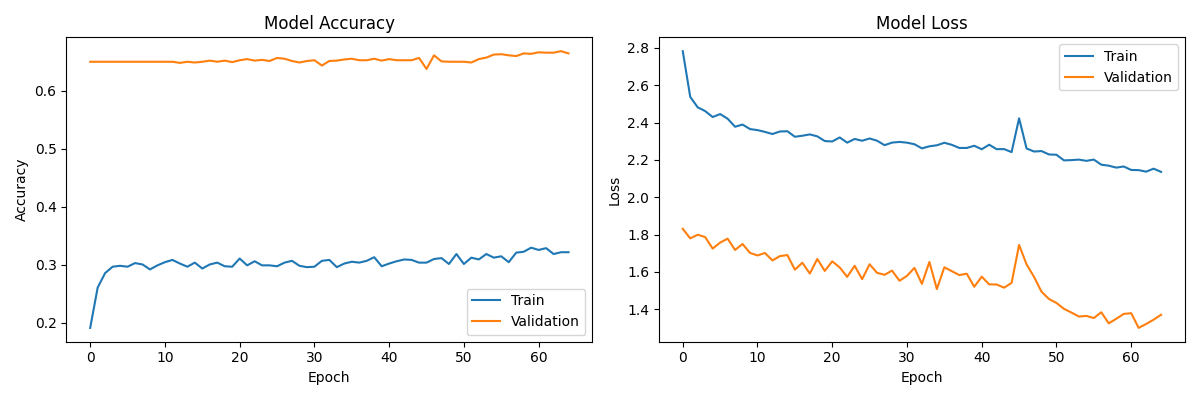 Model Accuracy
Accuracy
0.6
0.5
0.4
0.3
0.2
0 10 20 30 40 50 60
Epoch
Train
Validation
Model Loss
Loss
2.8
2.6
2.4
2.2
2.0
1.8
1.6
1.4
0 10 20 30 40 50 60
Epoch
Train
Validation